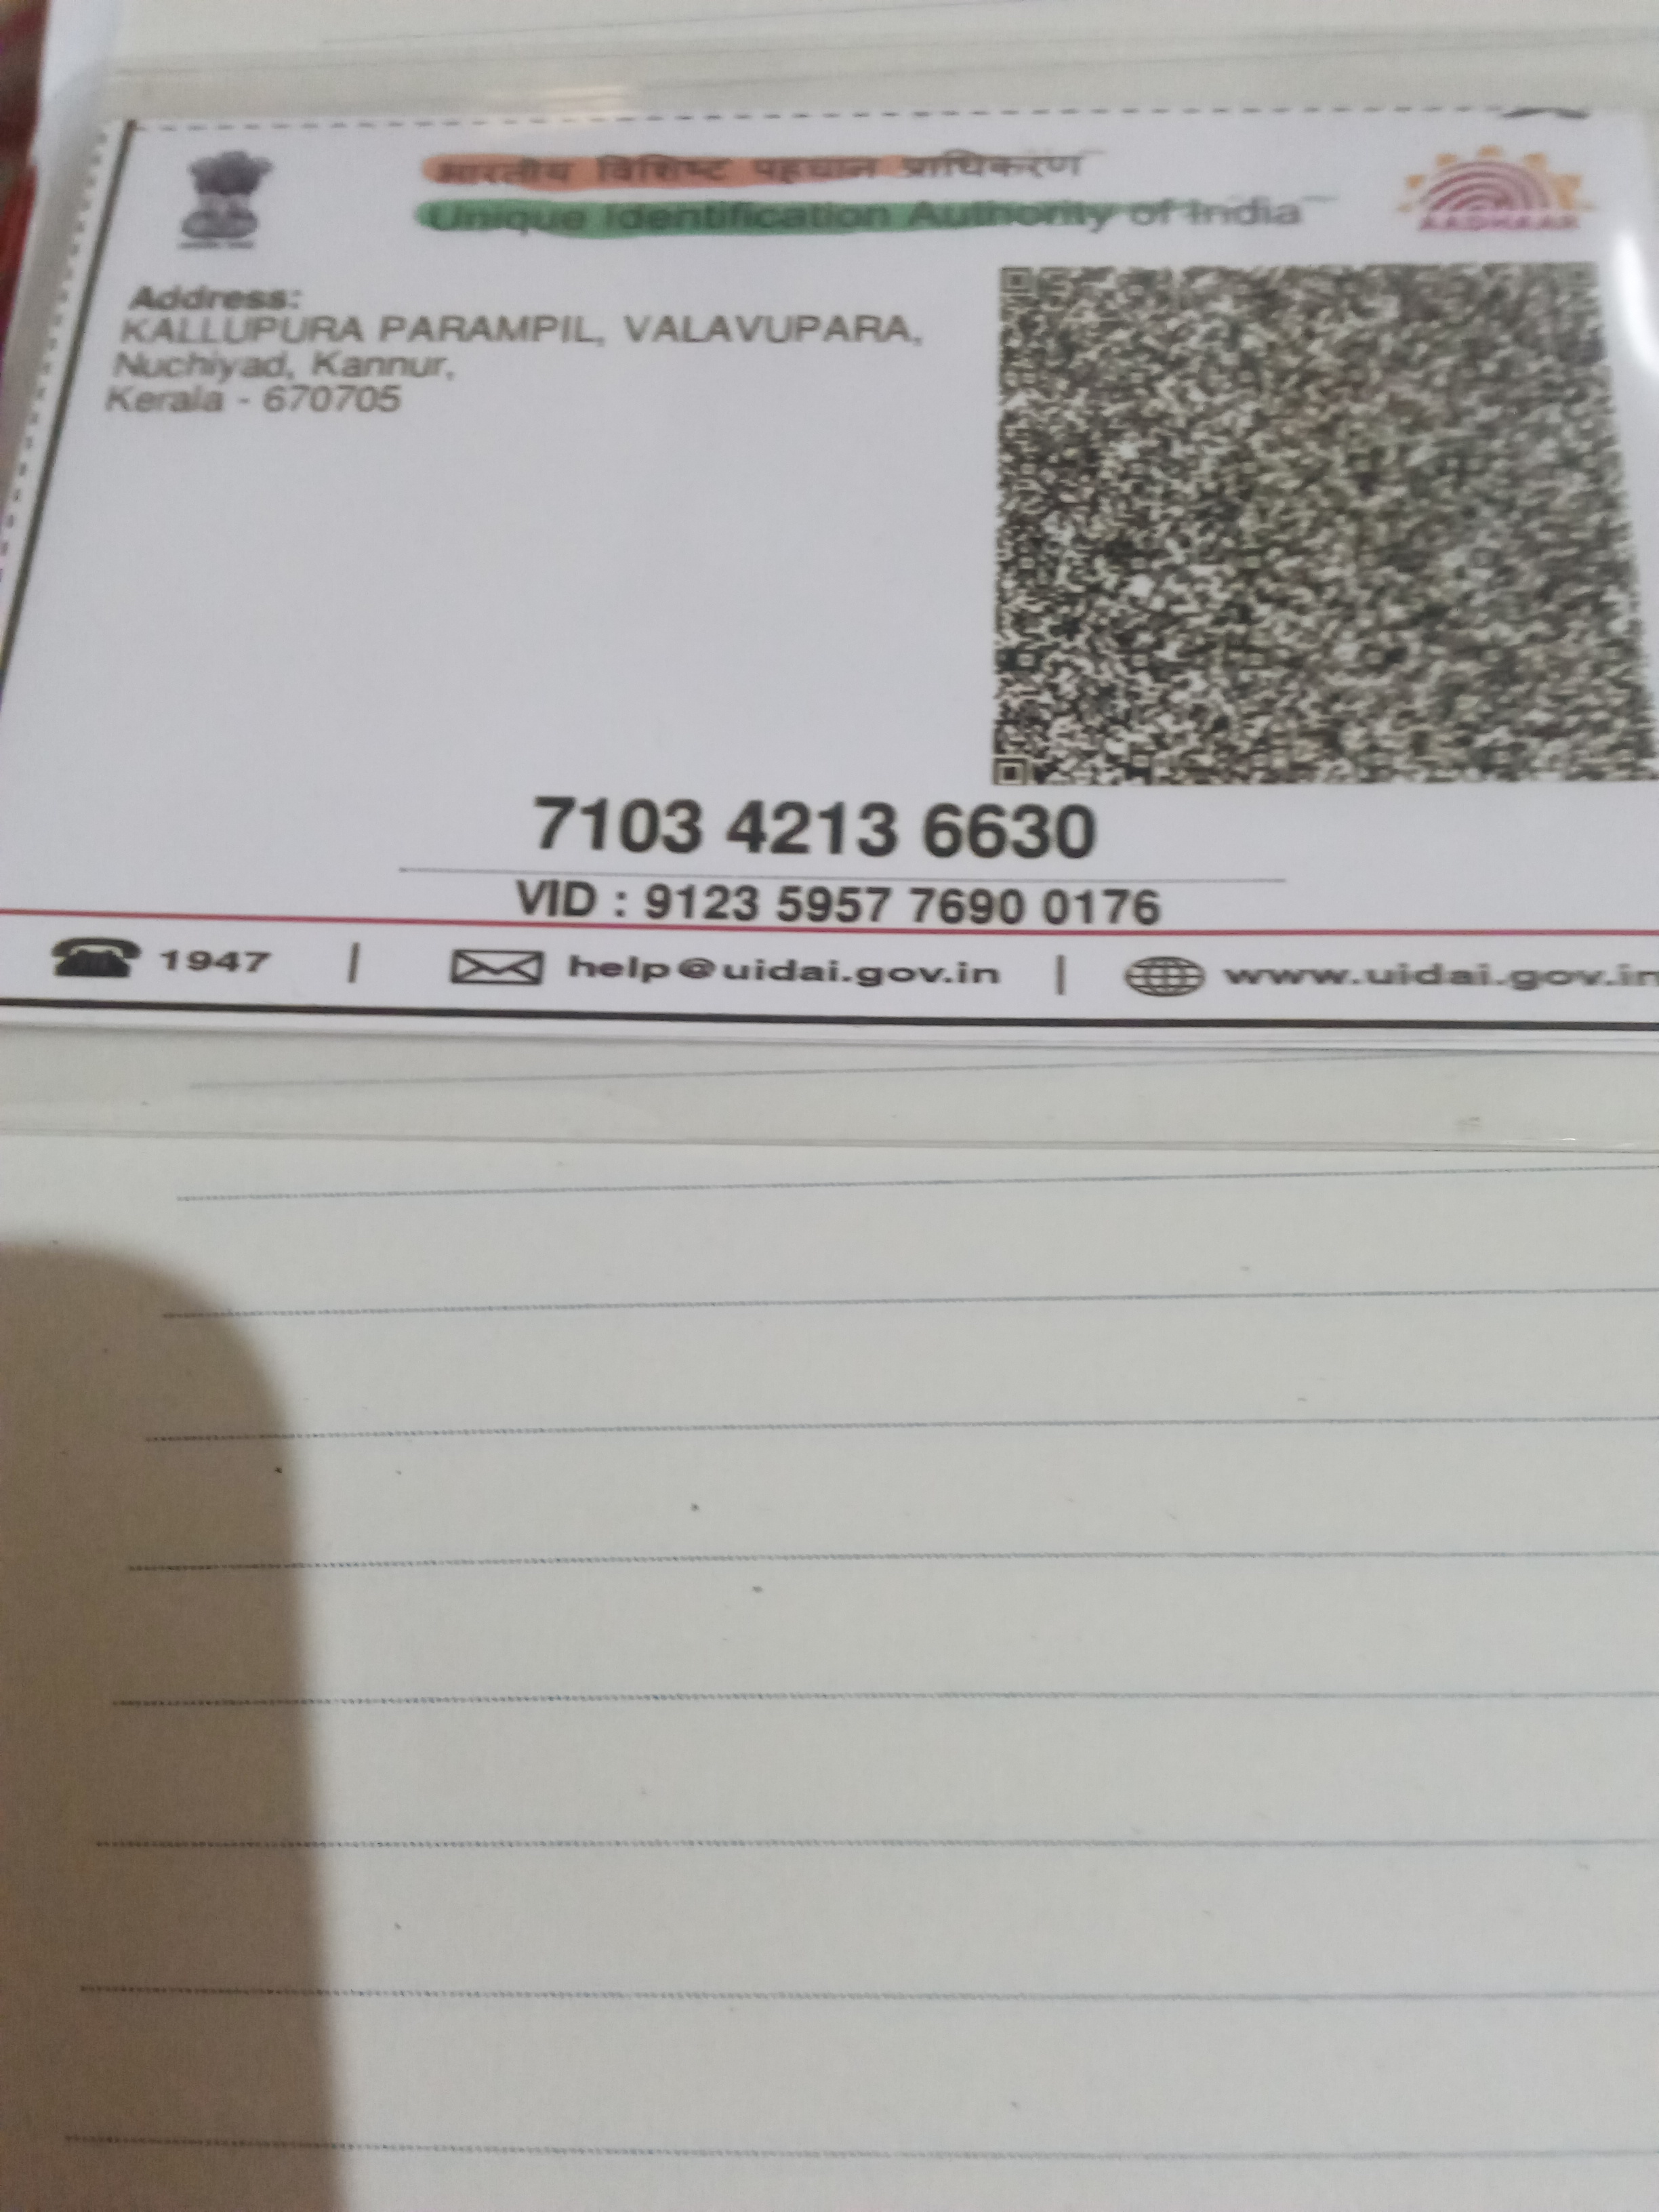 भारतीय विशिष्ट पहचान प्राधिकरण
Unique Identification Authority of India
AADHAAR
Address:
KALLUPURA PARAMPIL, VALAVUPARA,
Nuchiyad, Kannur,
Kerala - 670705
7103 4213 6630
VID : 9123 5957 7690 0176
1947 | help@uidai.gov.in | www.uidai.gov.in